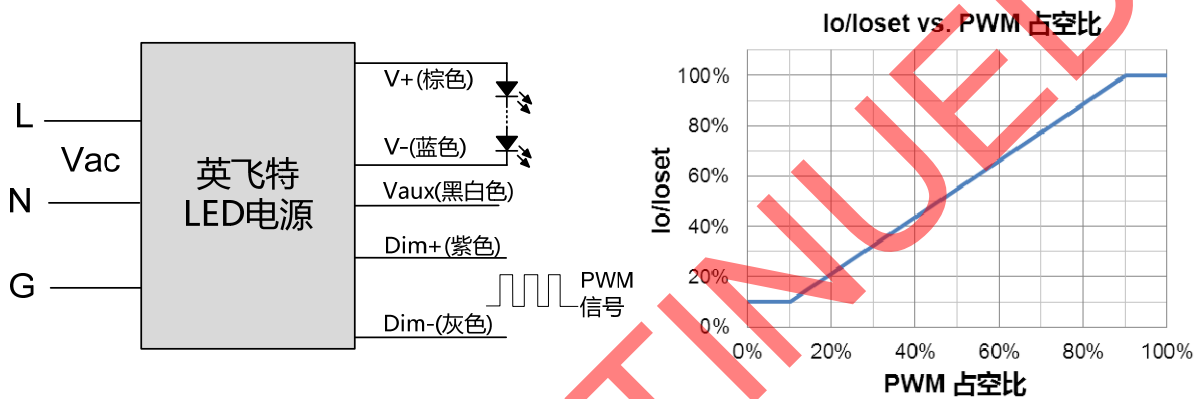 L
Vac
N
G
英飞特
LED电源
V+(棕色)
V-(蓝色)
Vaux(黑白色)
Dim+(紫色)
PWM
信号
Dim-(灰色)
Io/Ioset vs. PWM 占空比
Io/Ioset
100%
80%
60%
40%
20%
0%
0% 20% 40% 60% 80% 100%
PWM 占空比
TINUED